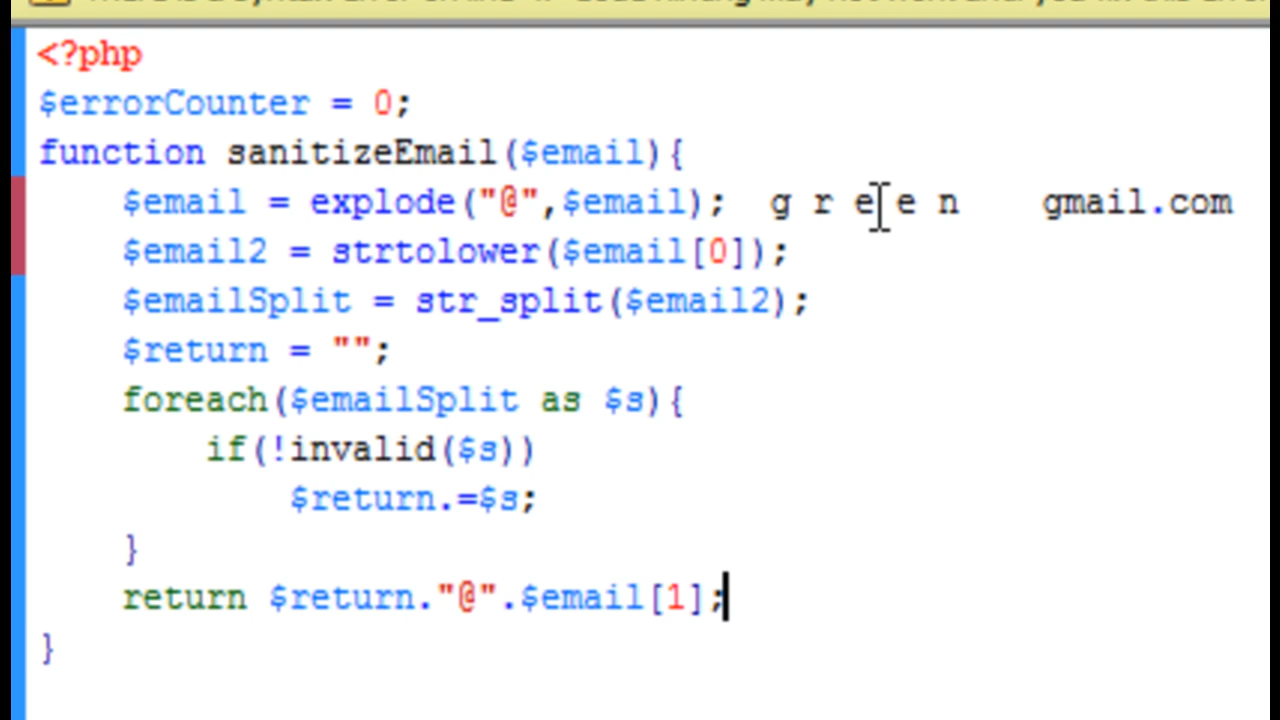 <?php
$errorCounter = 0;
function sanitizeEmail($email){
    $email = explode("@",$email);  g r e e n    gmail.com
    $email2 = strtolower($email[0]);
    $emailSplit = str_split($email2);
    $return = "";
    foreach($emailSplit as $s){
        if(!invalid($s))
            $return.=$s;
    }
    return $return."@".$email[1];
}